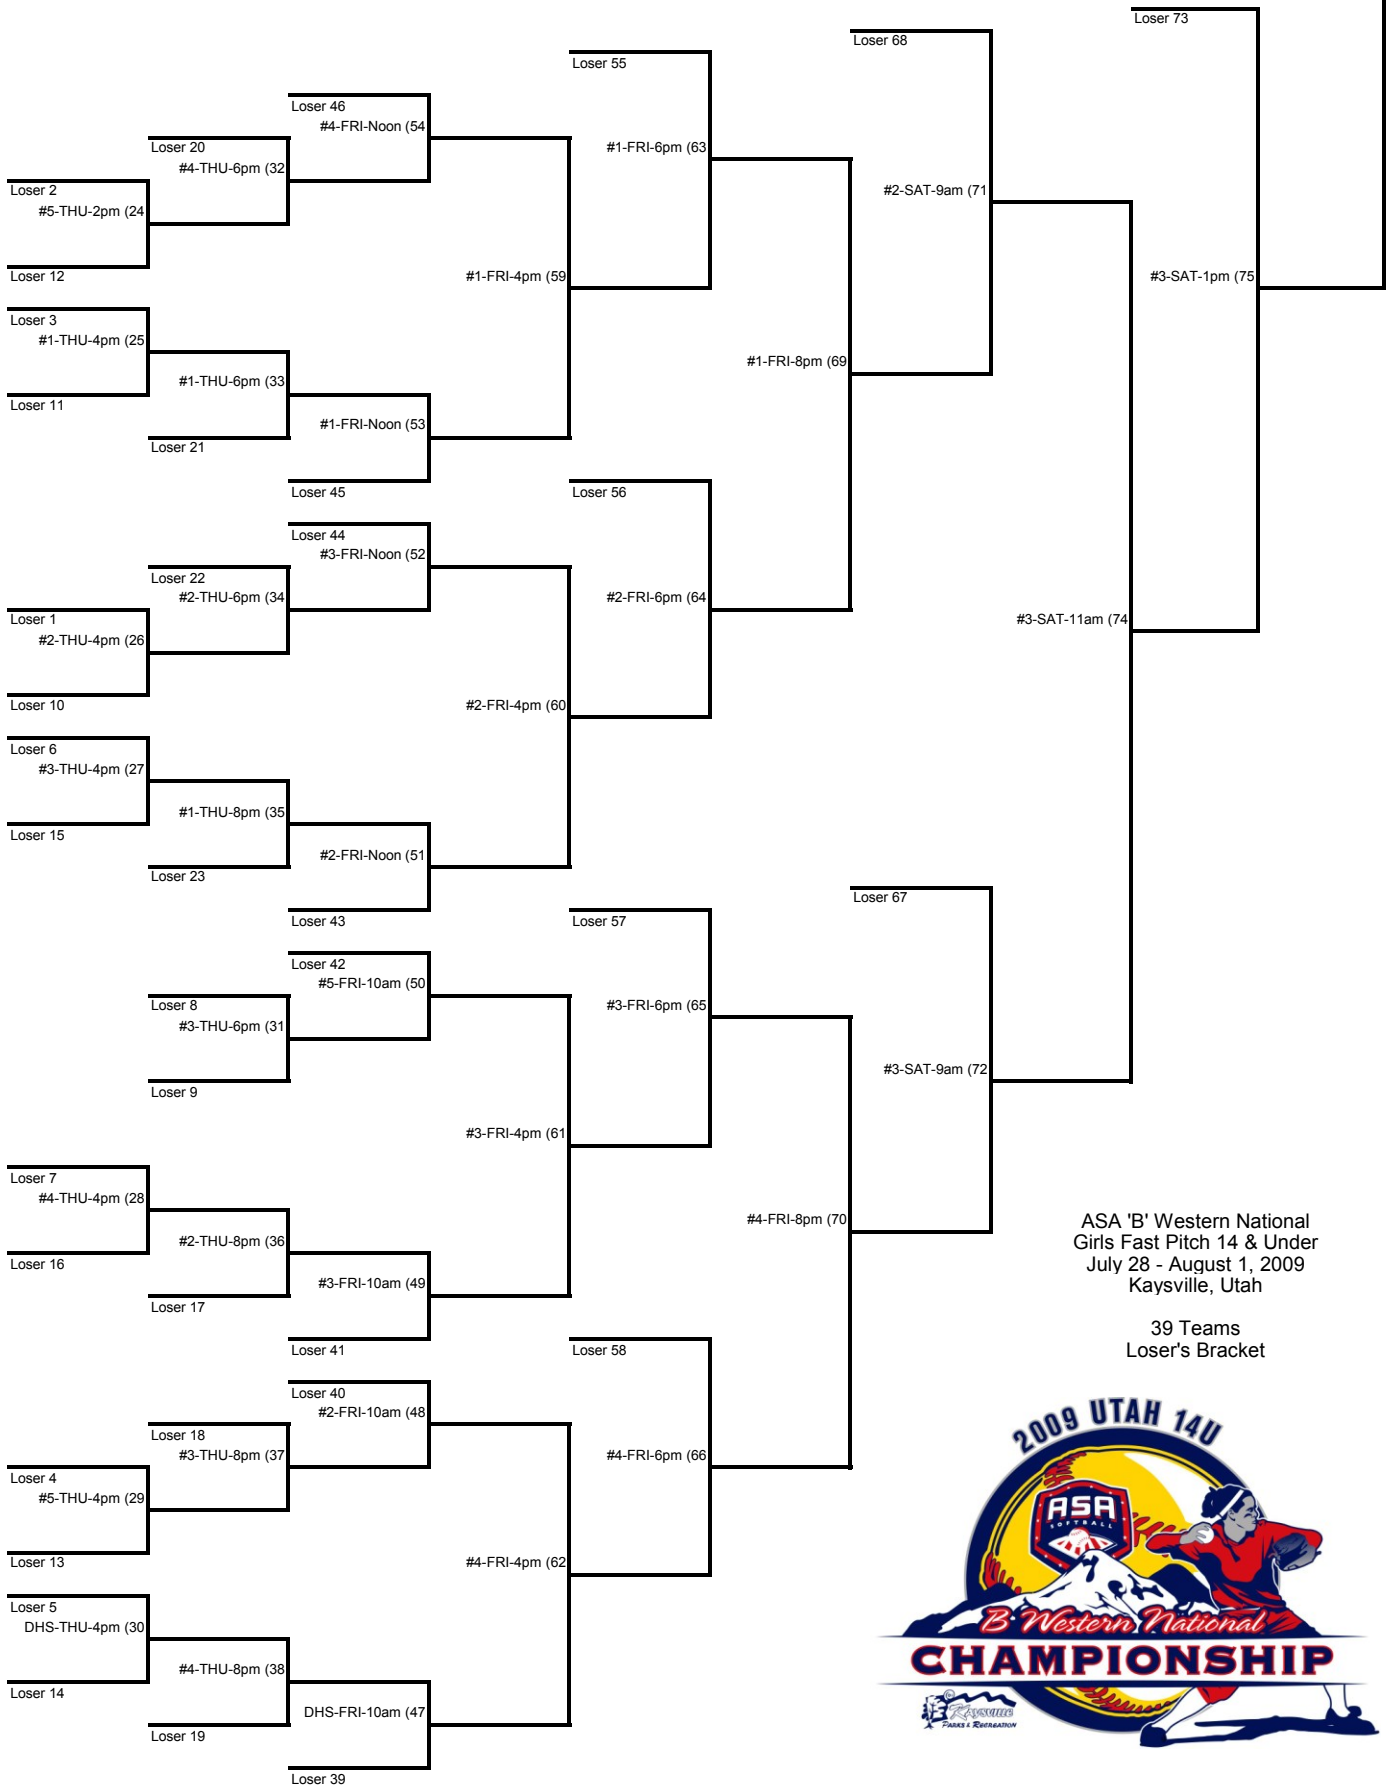 Loser 73
Loser 68
Loser 55
Loser 46
#4-FRI-Noon (54
Loser 20
#1-FRI-6pm (63
#4-THU-6pm (32
Loser 2
#2-SAT-9am (71
#5-THU-2pm (24
Loser 12
#1-FRI-4pm (59
#3-SAT-1pm (75
Loser 3
#1-THU-4pm (25
#1-FRI-8pm (69
#1-THU-6pm (33
Loser 11
#1-FRI-Noon (53
Loser 21
Loser 45
Loser 56
Loser 44
#3-FRI-Noon (52
Loser 22
#2-THU-6pm (34
#2-FRI-6pm (64
Loser 1
#3-SAT-11am (74
#2-THU-4pm (26
Loser 10
#2-FRI-4pm (60
Loser 6
#3-THU-4pm (27
#1-THU-8pm (35
Loser 15
#2-FRI-Noon (51
Loser 23
Loser 67
Loser 43
Loser 57
Loser 42
#5-FRI-10am (50
Loser 8
#3-FRI-6pm (65
#3-THU-6pm (31
#3-SAT-9am (72
Loser 9
#3-FRI-4pm (61
Loser 7
#4-THU-4pm (28
#4-FRI-8pm (70
#2-THU-8pm (36
Loser 16
#3-FRI-10am (49
Loser 17
Loser 41
Loser 58
ASA 'B' Western National
Girls Fast Pitch 14 & Under
July 28 - August 1, 2009
Kaysville, Utah
39 Teams
Loser's Bracket
Loser 40
#2-FRI-10am (48
Loser 18
#3-THU-8pm (37
#4-FRI-6pm (66
Loser 4
#5-THU-4pm (29
Loser 13
#4-FRI-4pm (62
Loser 5
DHS-THU-4pm (30
#4-THU-8pm (38
Loser 14
DHS-FRI-10am (47
Loser 19
Loser 39
2009 UTAH 14U
ASA
SOFTBALL
B Western National
CHAMPIONSHIP
KAYSVILLE
PARKS & RECREATION